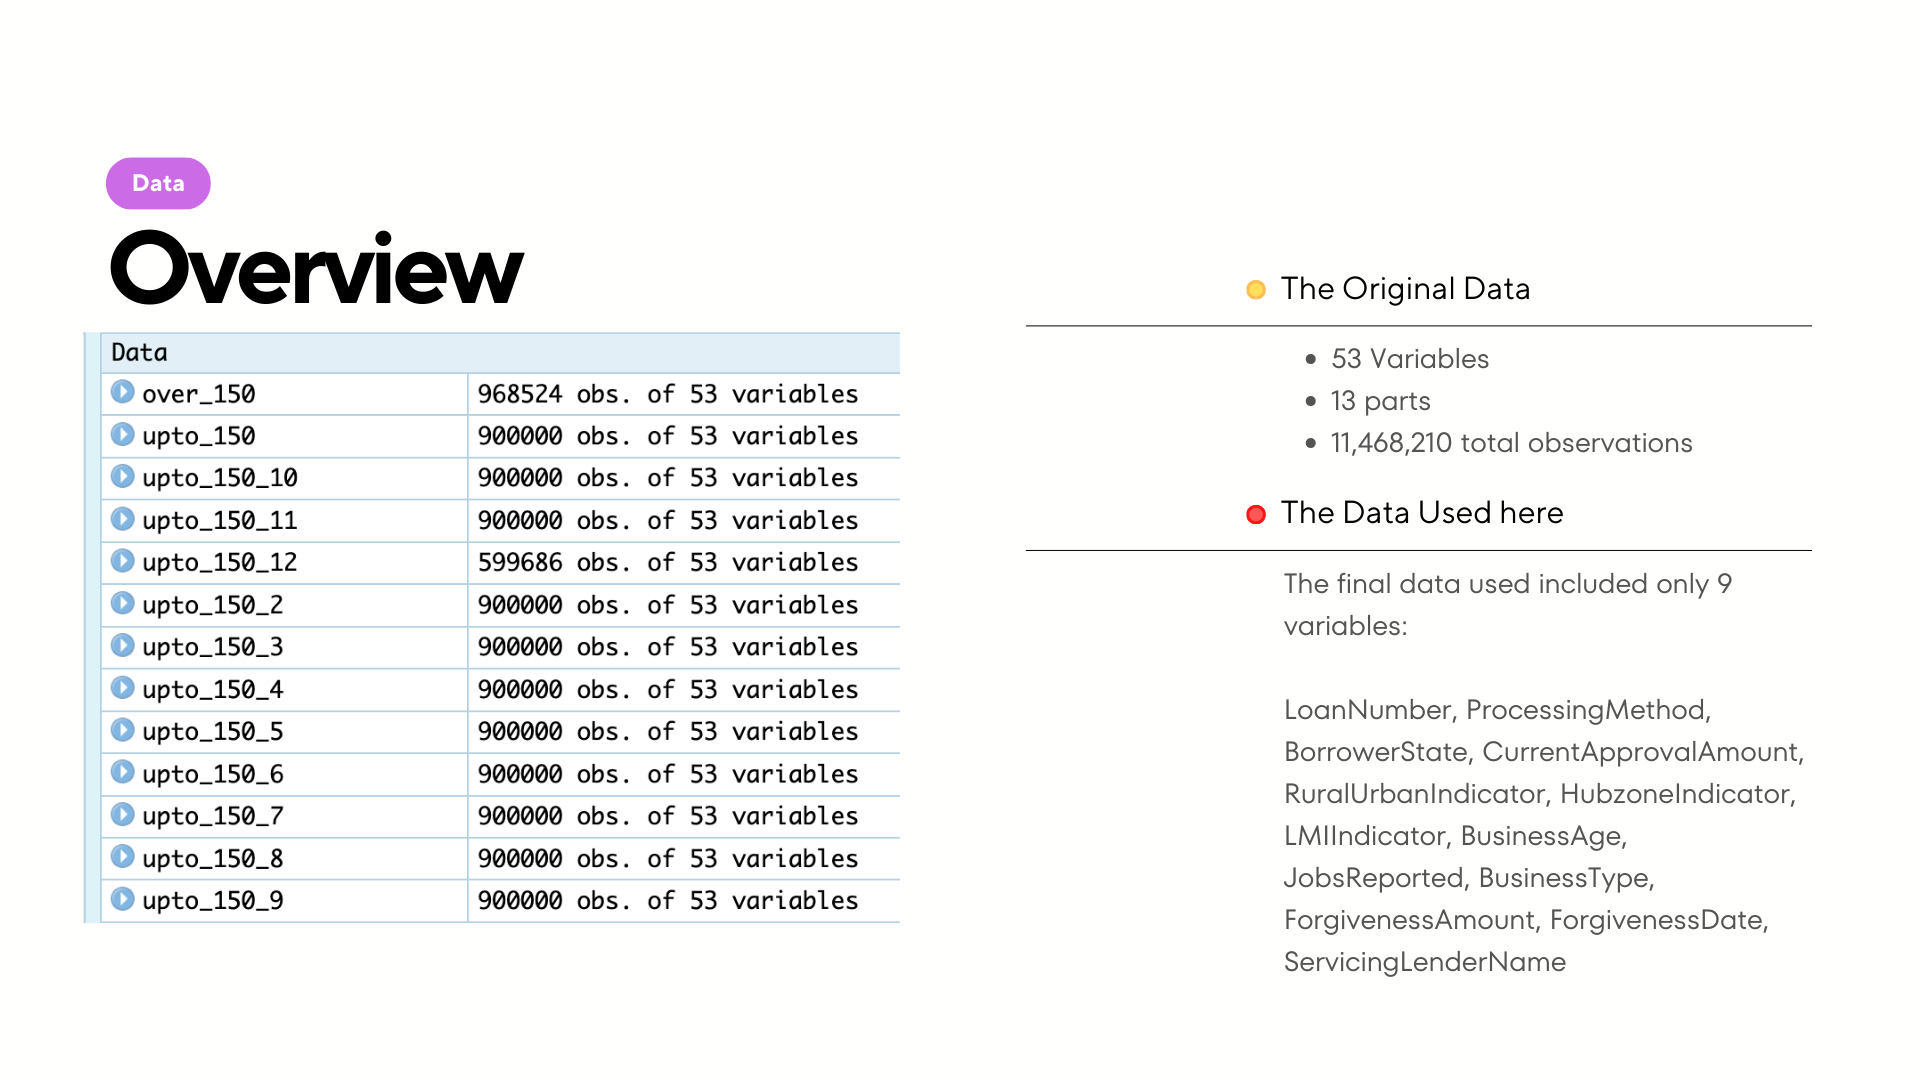 Data
Overview
Data
over_150 968524 obs. of 53 variables
upto_150 900000 obs. of 53 variables
upto_150_10 900000 obs. of 53 variables
upto_150_11 900000 obs. of 53 variables
upto_150_12 599686 obs. of 53 variables
upto_150_2 900000 obs. of 53 variables
upto_150_3 900000 obs. of 53 variables
upto_150_4 900000 obs. of 53 variables
upto_150_5 900000 obs. of 53 variables
upto_150_6 900000 obs. of 53 variables
upto_150_7 900000 obs. of 53 variables
upto_150_8 900000 obs. of 53 variables
upto_150_9 900000 obs. of 53 variables
The Original Data
• 53 Variables
• 13 parts
• 11,468,210 total observations
The Data Used here
The final data used included only 9
variables:
LoanNumber, ProcessingMethod,
BorrowerState, CurrentApprovalAmount,
RuralUrbanIndicator, HubzoneIndicator,
LMIIndicator, BusinessAge,
JobsReported, BusinessType,
ForgivenessAmount, ForgivenessDate,
ServicingLenderName